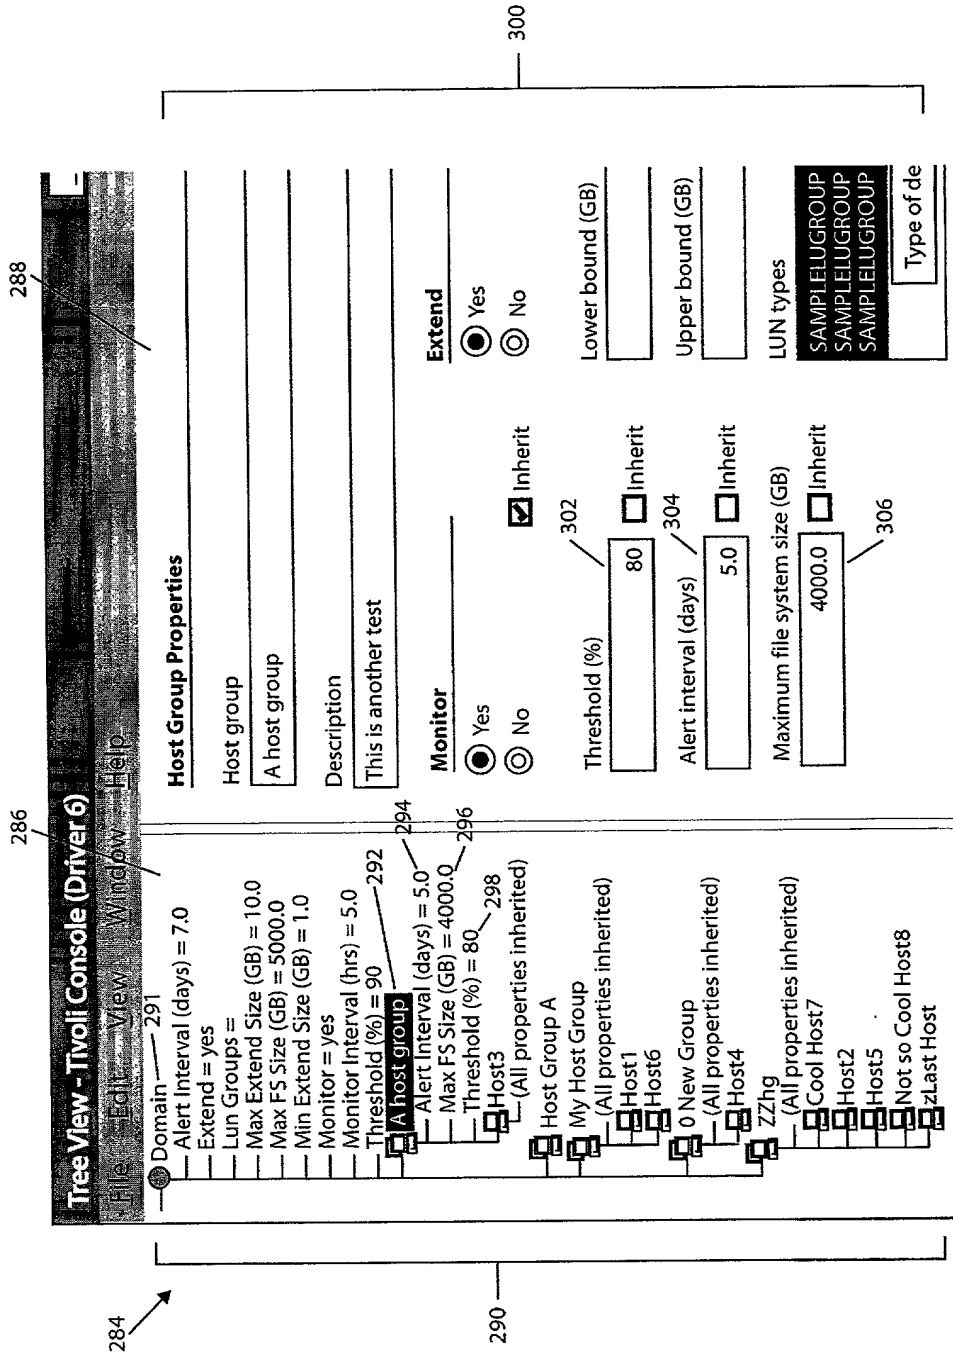 284
286
288
Tree View - Tivoli Console (Driver 6)
File Edit View Window Help
290
Domain
291
Alert Interval (days) = 7.0
Extend = yes
Lun Groups =
Max Extend Size (GB) = 10.0
Max FS Size (GB) = 5000.0
Min Extend Size (GB) = 1.0
Monitor = yes
Monitor Interval (hrs) = 5.0
Threshold (%) = 90
A host group
292
Alert Interval (days) = 5.0
294
Max FS Size (GB) = 4000.0
296
Threshold (%) = 80
298
Host3
(All properties inherited)
Host Group A
My Host Group
(All properties inherited)
Host1
Host6
0 New Group
(All properties inherited)
Host4
ZZhg
(All properties inherited)
Cool Host7
Host2
Host5
Not so Cool Host8
zLast Host
Host Group Properties
Host group
A host group
Description
This is another test
Monitor
Yes
No
Inherit
Threshold (%)
80
302
Inherit
Alert interval (days)
5.0
304
Inherit
Maximum file system size (GB)
4000.0
306
Inherit
Extend
Yes
No
Lower bound (GB)
Upper bound (GB)
LUN types
SAMPLELUGROUP
SAMPLELUGROUP
SAMPLELUGROUP
Type of de
300